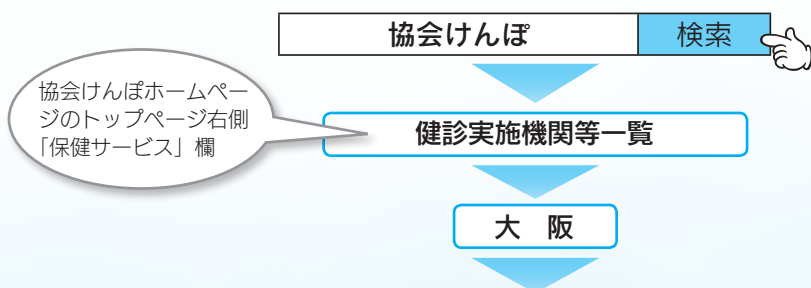 協会けんぽ 検索
協会けんぽホームペー
ジのトップページ右側
「保健サービス」欄
健診実施機関等一覧
大　阪